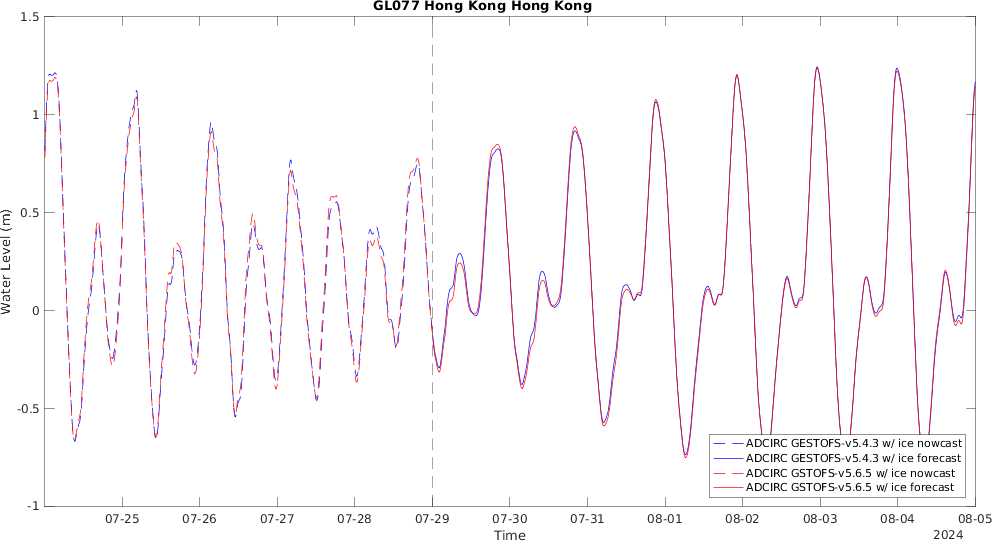 GL077 Hong Kong Hong Kong
Water Level (m)
1.5
1
0.5
0
-0.5
-1
ADCIRC GESTOFS-v5.4.3 w/ ice nowcast
ADCIRC GESTOFS-v5.4.3 w/ ice forecast
ADCIRC GSTOFS-v5.6.5 w/ ice nowcast
ADCIRC GSTOFS-v5.6.5 w/ ice forecast
07-25 07-26 07-27 07-28 07-29 07-30 07-31 08-01 08-02 08-03 08-04 08-05
Time
2024